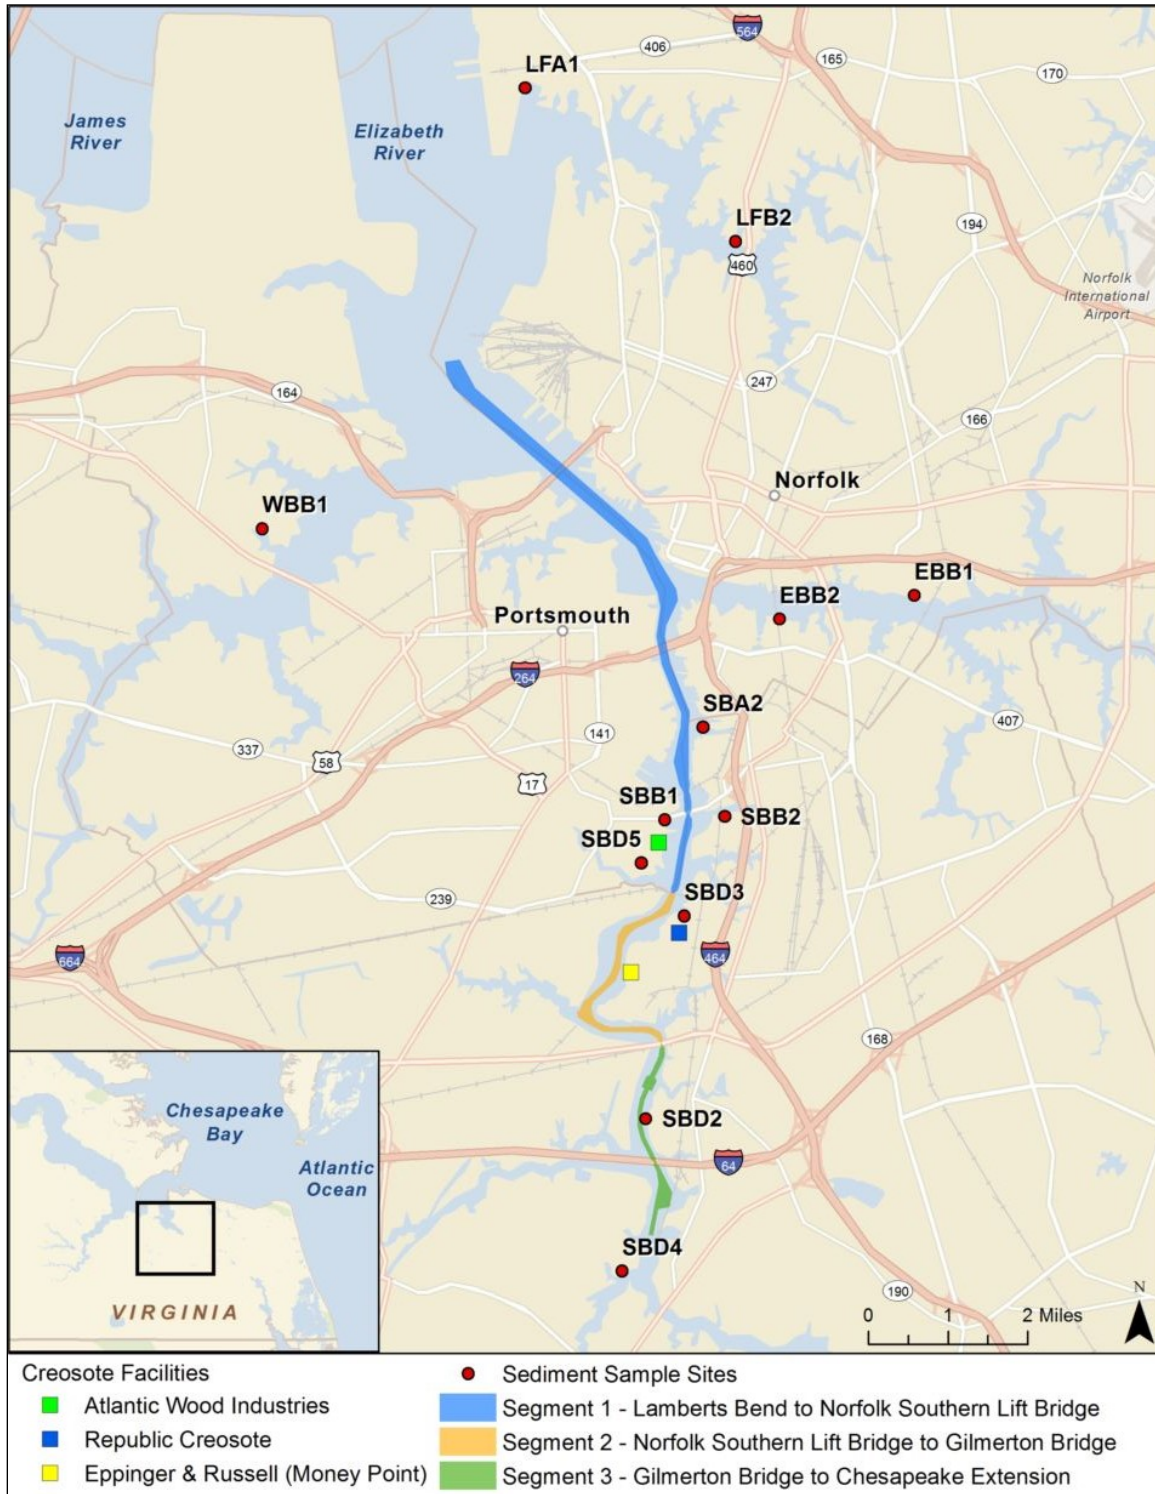 564
406
165
170
LFA1
James
River
Elizabeth
River
LFB2
194
460
Norfolk
International
Airport
164
247
166
Norfolk
WBB1
EBB1
EBB2
Portsmouth
264
SBA2
407
141
337
58
17
SBB1
SBB2
SBD5
SBD3
239
664
464
168
Chesapeake
Bay
Atlantic
Ocean
VIRGINIA
SBD2
64
SBD4
190
0 1 2 Miles
N
Creosote Facilities
Atlantic Wood Industries
Republic Creosote
Eppinger & Russell (Money Point)
Sediment Sample Sites
Segment 1 - Lamberts Bend to Norfolk Southern Lift Bridge
Segment 2 - Norfolk Southern Lift Bridge to Gilmerton Bridge
Segment 3 - Gilmerton Bridge to Chesapeake Extension